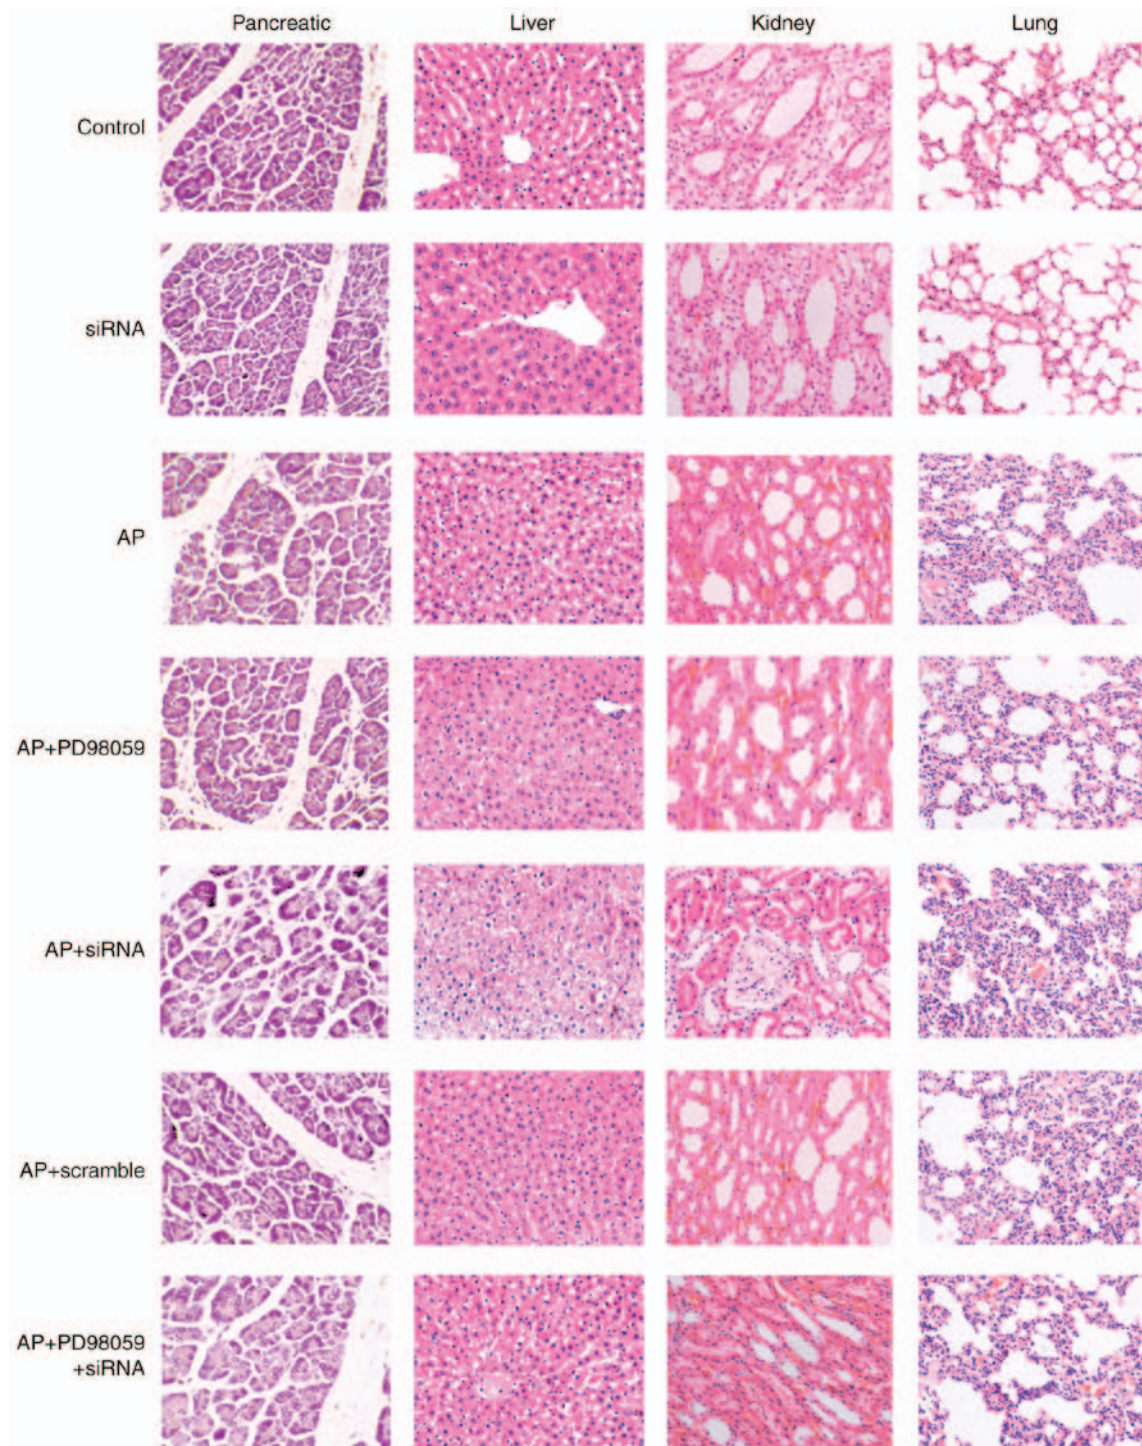 Pancreatic Liver Kidney Lung
Control
siRNA
AP
AP+PD98059
AP+siRNA
AP+scramble
AP+PD98059
+siRNA